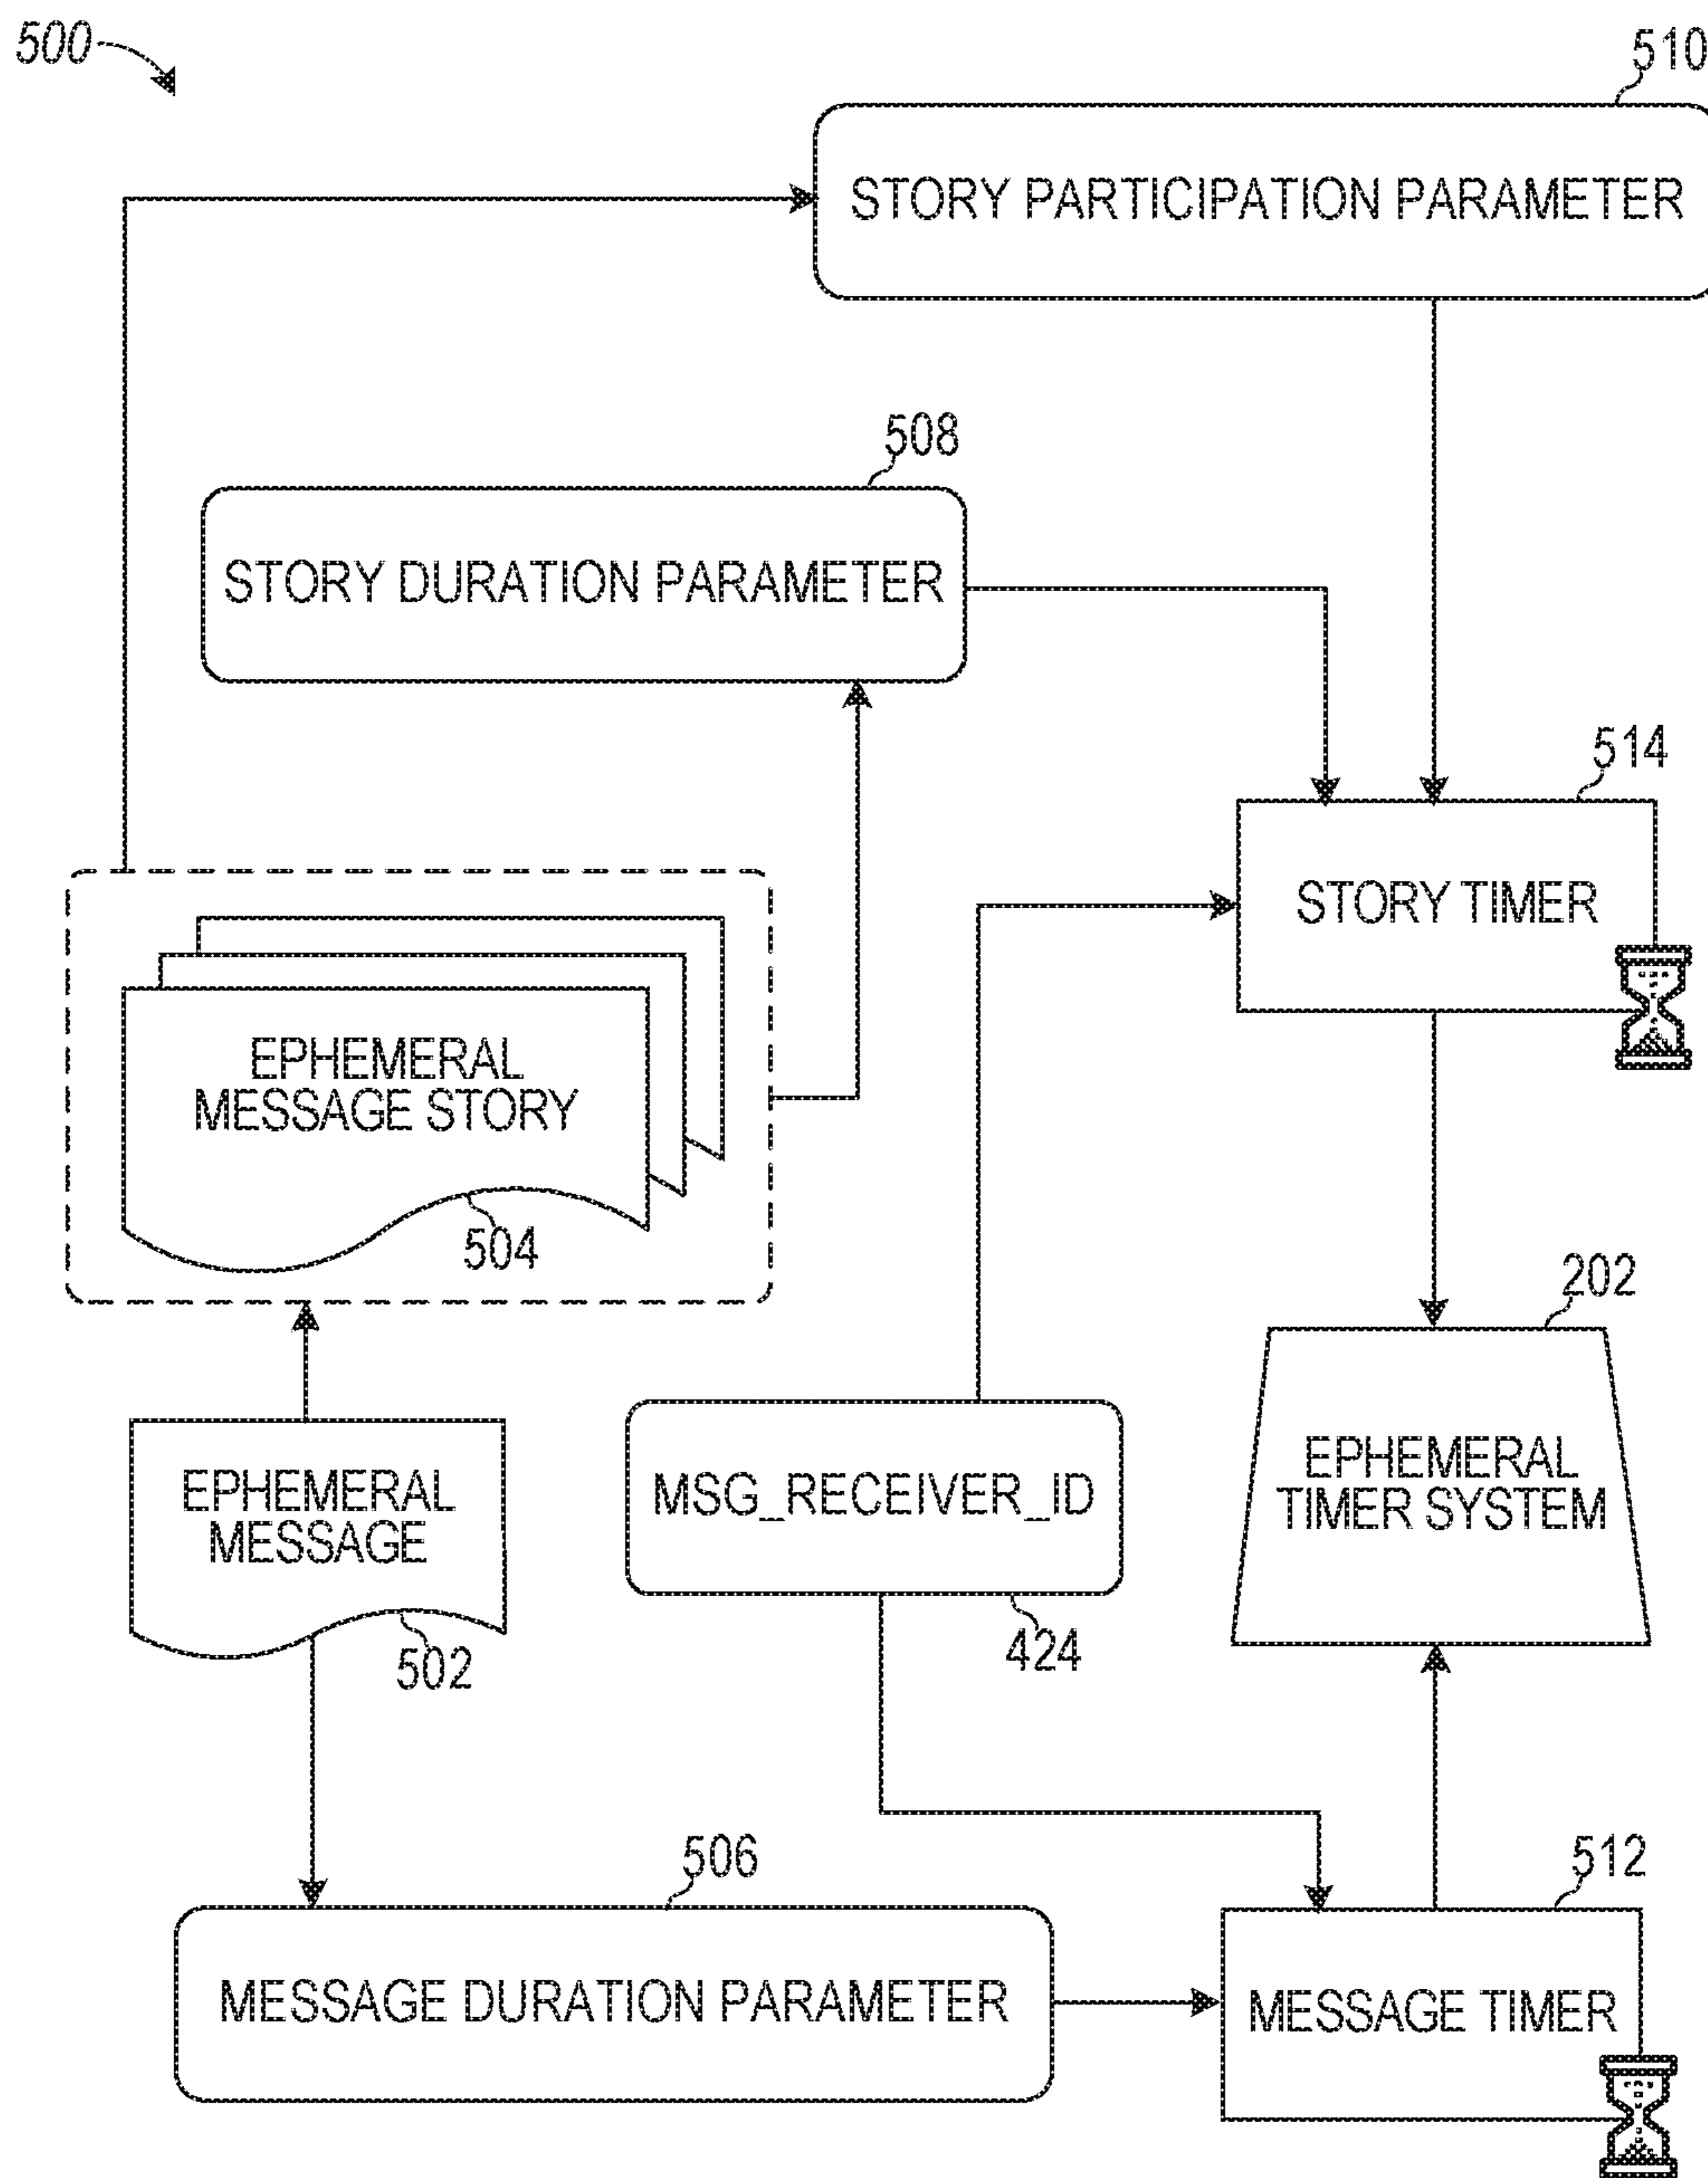 500
510
STORY PARTICIPATION PARAMETER
508
STORY DURATION PARAMETER
514
STORY TIMER
EPHEMERAL
MESSAGE STORY
504
202
EPHEMERAL
TIMER SYSTEM
MSG_RECEIVER_ID
424
EPHEMERAL
MESSAGE
502
506
MESSAGE DURATION PARAMETER
512
MESSAGE TIMER